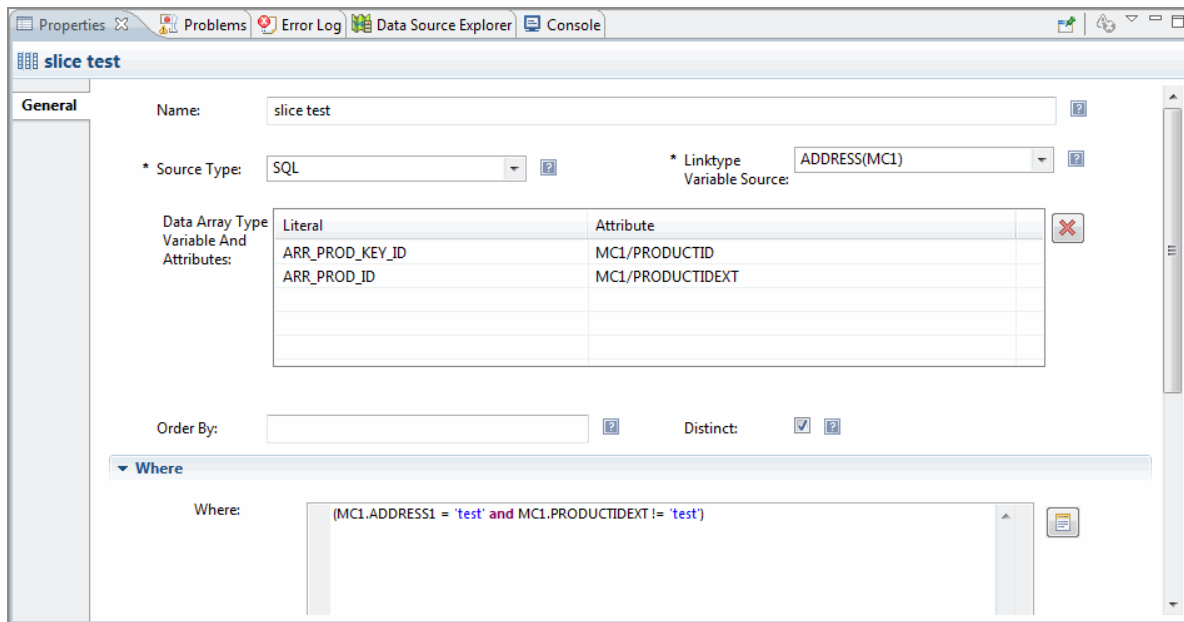 Properties Problems Error Log Data Source Explorer Console
slice test
General
Name: slice test
* Source Type: SQL
* Linktype Variable Source: ADDRESS(MC1)
Data Array Type
Variable And
Attributes:
Literal Attribute
ARR_PROD_KEY_ID MC1/PRODUCTID
ARR_PROD_ID MC1/PRODUCTIDEXT
Order By: Distinct:
Where
Where: (MC1.ADDRESS1 = 'test' and MC1.PRODUCTIDEXT != 'test')